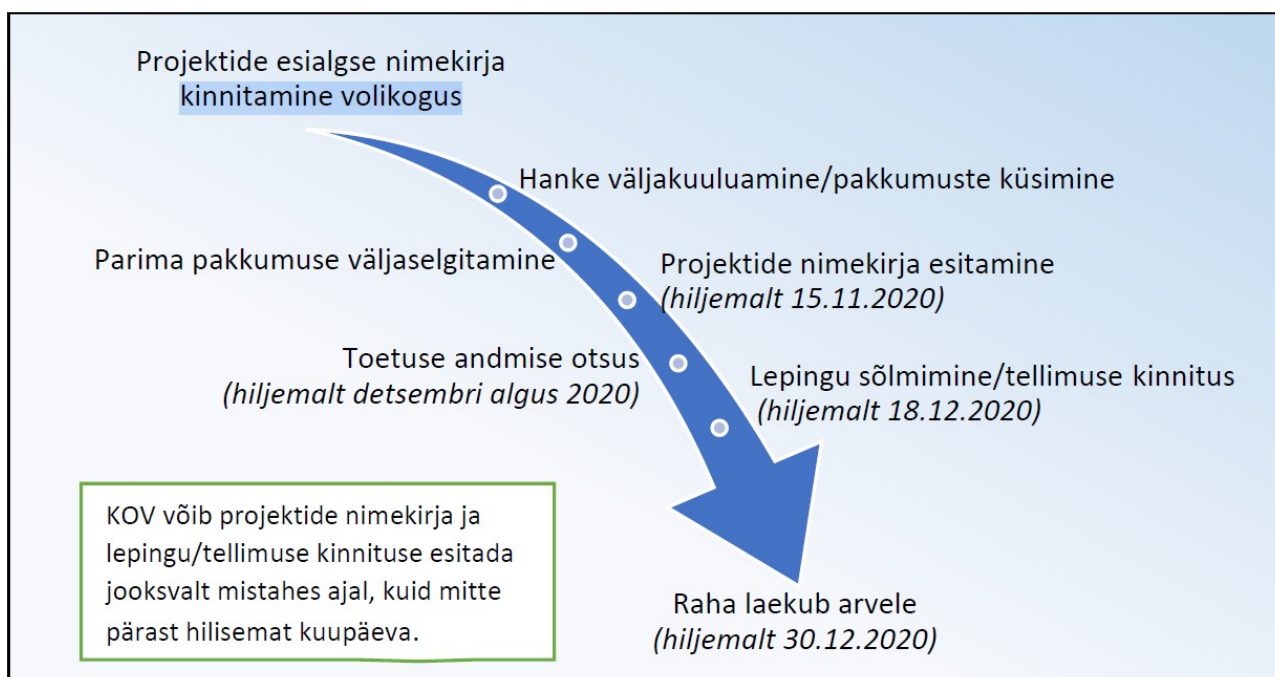 Projektide esialgse nimekirja
kinnitamine volikogus
Hanke väljakuuluamine/pakkumuste küsimine
Parima pakkumuse väljaselgitamine
Projektide nimekirja esitamine
(hiljemalt 15.11.2020)
Toetuse andmise otsus
(hiljemalt detsembri algus 2020)
Lepingu sõlmimine/tellimuse kinnitus
(hiljemalt 18.12.2020)
KOV võib projektide nimekirja ja
lepingu/tellimuse kinnituse esitada
jooksvalt mistahes ajal, kuid mitte
pärast hilisemat kuupäeva.
Raha laekub arvele
(hiljemalt 30.12.2020)